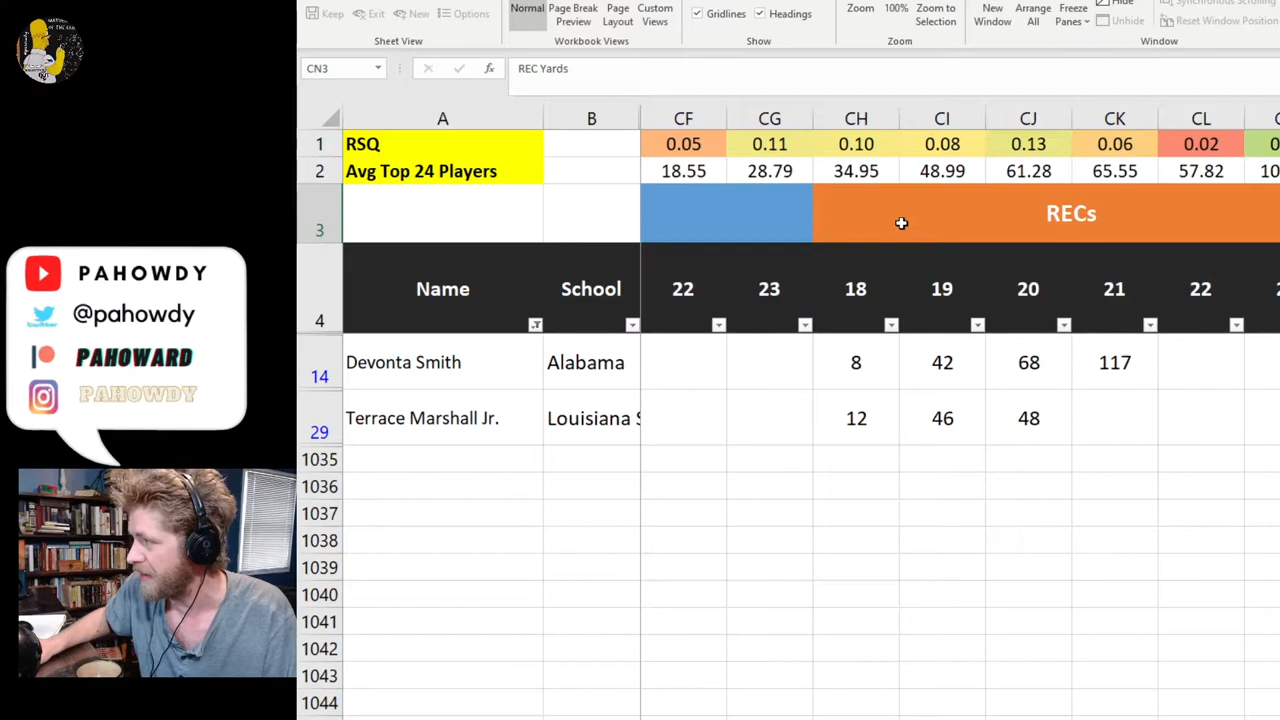 Keep Exit New Options
Normal Page Break Preview Page Layout Custom Views
Gridlines Headings
Zoom 100% Zoom to Selection
New Window Arrange All Freeze Panes Hide Unhide
Synchronous Scrolling
Reset Window Position
Sheet View Workbook Views Show Zoom Window
CN3 fx REC Yards
A B CF CG CH CI CJ CK CL
1 RSQ 0.05 0.11 0.10 0.08 0.13 0.06 0.02
2 Avg Top 24 Players 18.55 28.79 34.95 48.99 61.28 65.55 57.82 10
3 RECs
4 Name School 22 23 18 19 20 21 22
14 Devonta Smith Alabama 8 42 68 117
29 Terrace Marshall Jr. Louisiana S 12 46 48
1035
1036
1037
1038
1039
1040
1041
1042
1043
1044
PAHOWDY
twitter @pahowdy
PAHOWARD
PAHOWDY